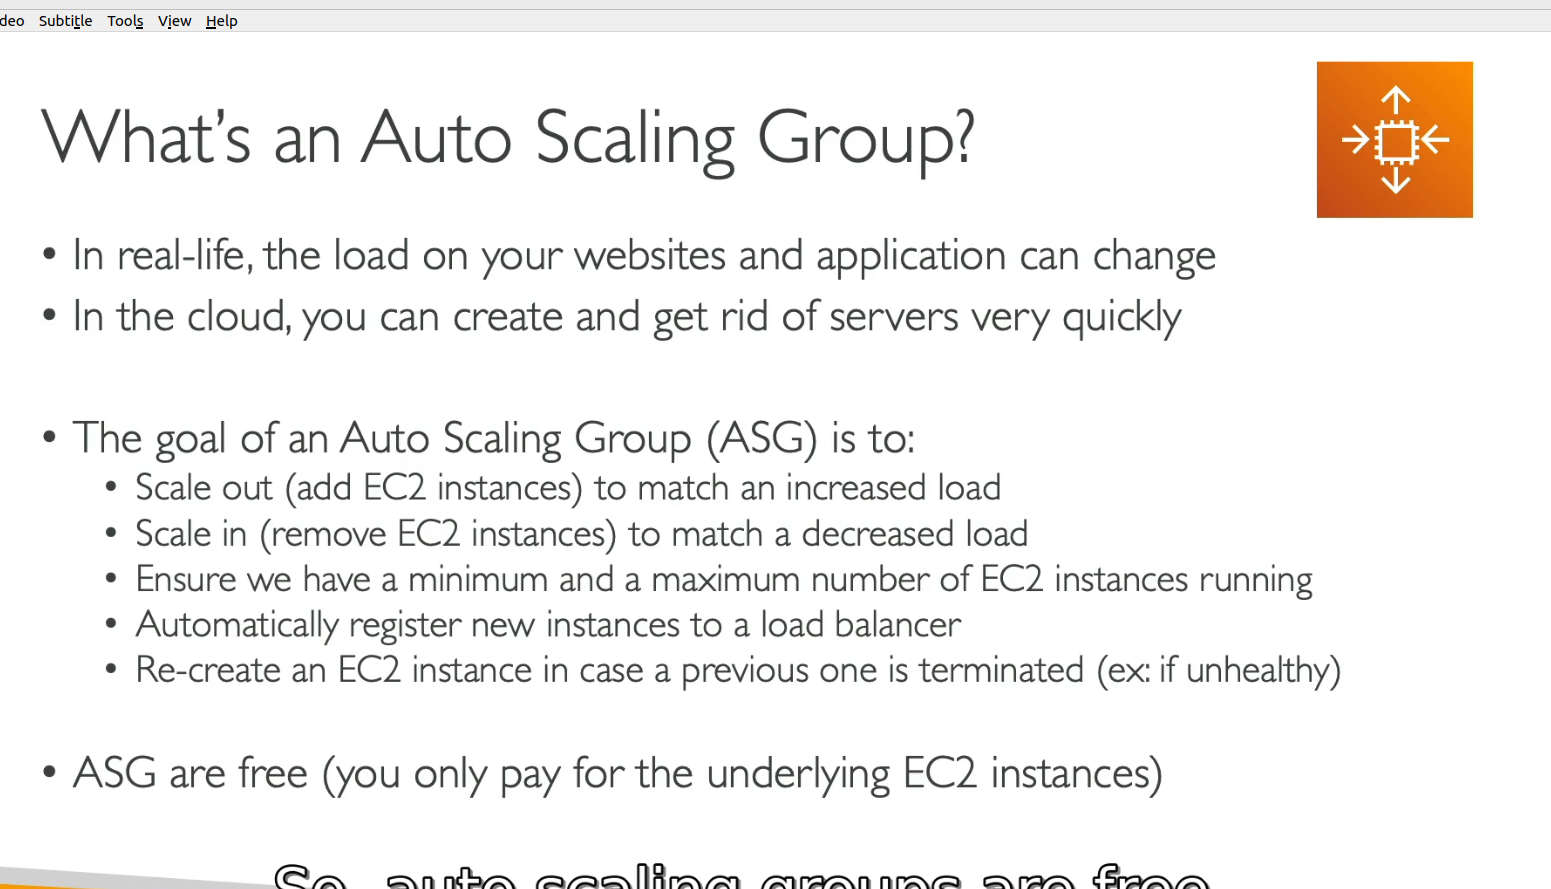 deo Subtitle Tools View Help
What's an Auto Scaling Group?
• In real-life, the load on your websites and application can change
• In the cloud, you can create and get rid of servers very quickly
• The goal of an Auto Scaling Group (ASG) is to:
• Scale out (add EC2 instances) to match an increased load
• Scale in (remove EC2 instances) to match a decreased load
• Ensure we have a minimum and a maximum number of EC2 instances running
• Automatically register new instances to a load balancer
• Re-create an EC2 instance in case a previous one is terminated (ex: if unhealthy)
• ASG are free (you only pay for the underlying EC2 instances)
So, auto scaling groups are free